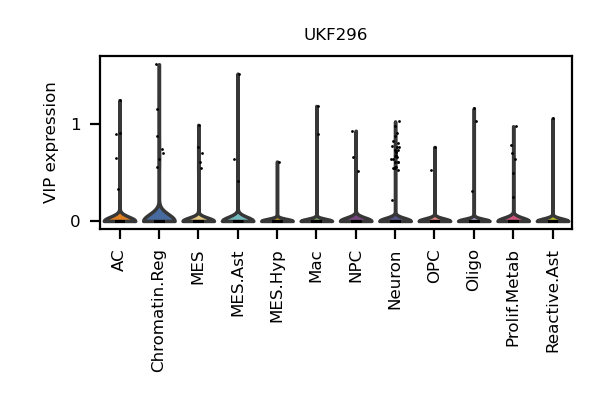 UKF296
VIP expression
1
0
AC
Chromatin.Reg
MES
MES.Ast
MES.Hyp
Mac
NPC
Neuron
OPC
Oligo
Prolif.Metab
Reactive.Ast